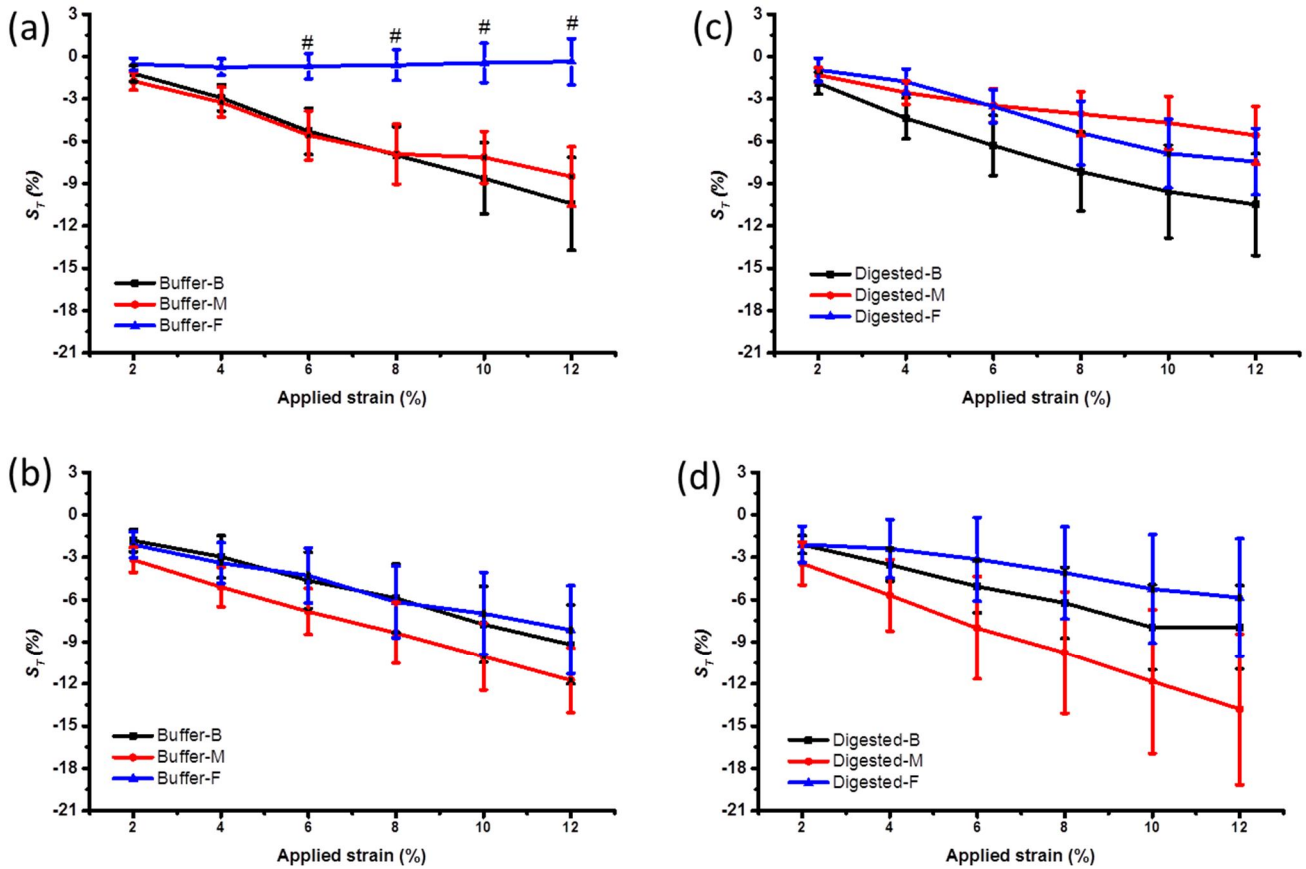 (a)
# # # #
3
0
-3
-6
-9
-12
-15
-18
-21
S_T (%)
Buffer-B
Buffer-M
Buffer-F
2 4 6 8 10 12
Applied strain (%)
(c)
3
0
-3
-6
-9
-12
-15
-18
-21
S_T (%)
Digested-B
Digested-M
Digested-F
2 4 6 8 10 12
Applied strain (%)
(b)
3
0
-3
-6
-9
-12
-15
-18
-21
S_T (%)
Buffer-B
Buffer-M
Buffer-F
2 4 6 8 10 12
Applied strain (%)
(d)
3
0
-3
-6
-9
-12
-15
-18
-21
S_T (%)
Digested-B
Digested-M
Digested-F
2 4 6 8 10 12
Applied strain (%)